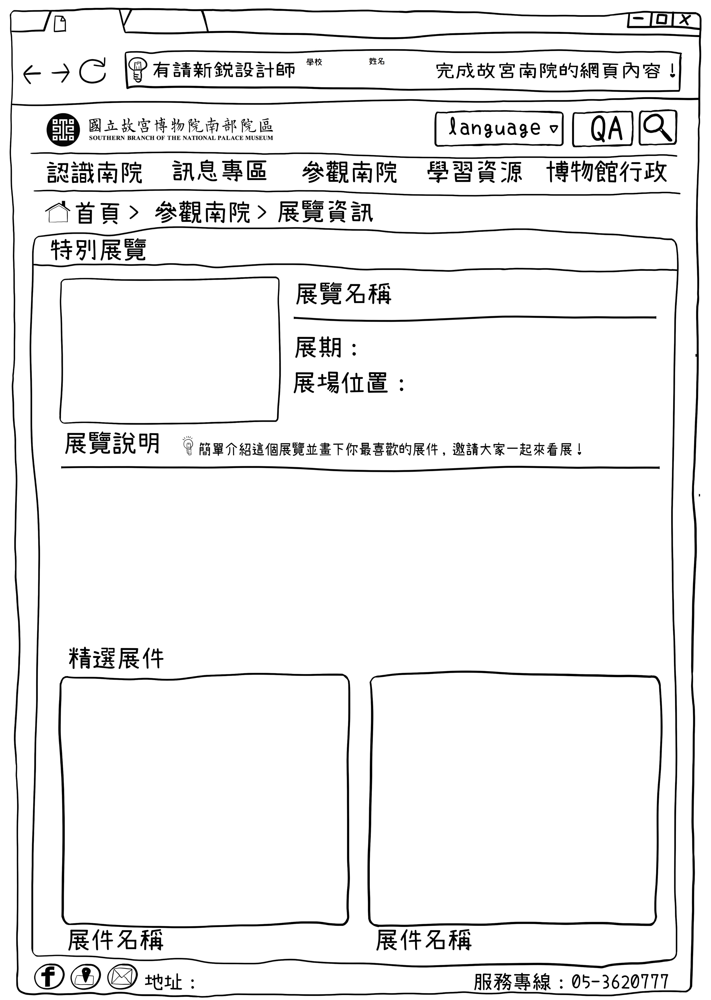 有請新銳設計師 學校 姓名 完成故宮南院的網頁內容！
國立故宮博物院南部院區
SOUTHERN BRANCH OF THE NATIONAL PALACE MUSEUM
language QA
認識南院 訊息專區 參觀南院 學習資源 博物館行政
首頁 > 參觀南院 > 展覽資訊
特別展覽
展覽名稱
展期：
展場位置：
展覽說明 簡單介紹這個展覽並畫下你最喜歡的展件，邀請大家一起來看展！
精選展件
展件名稱 展件名稱
f 地址： 服務專線：05-3620777